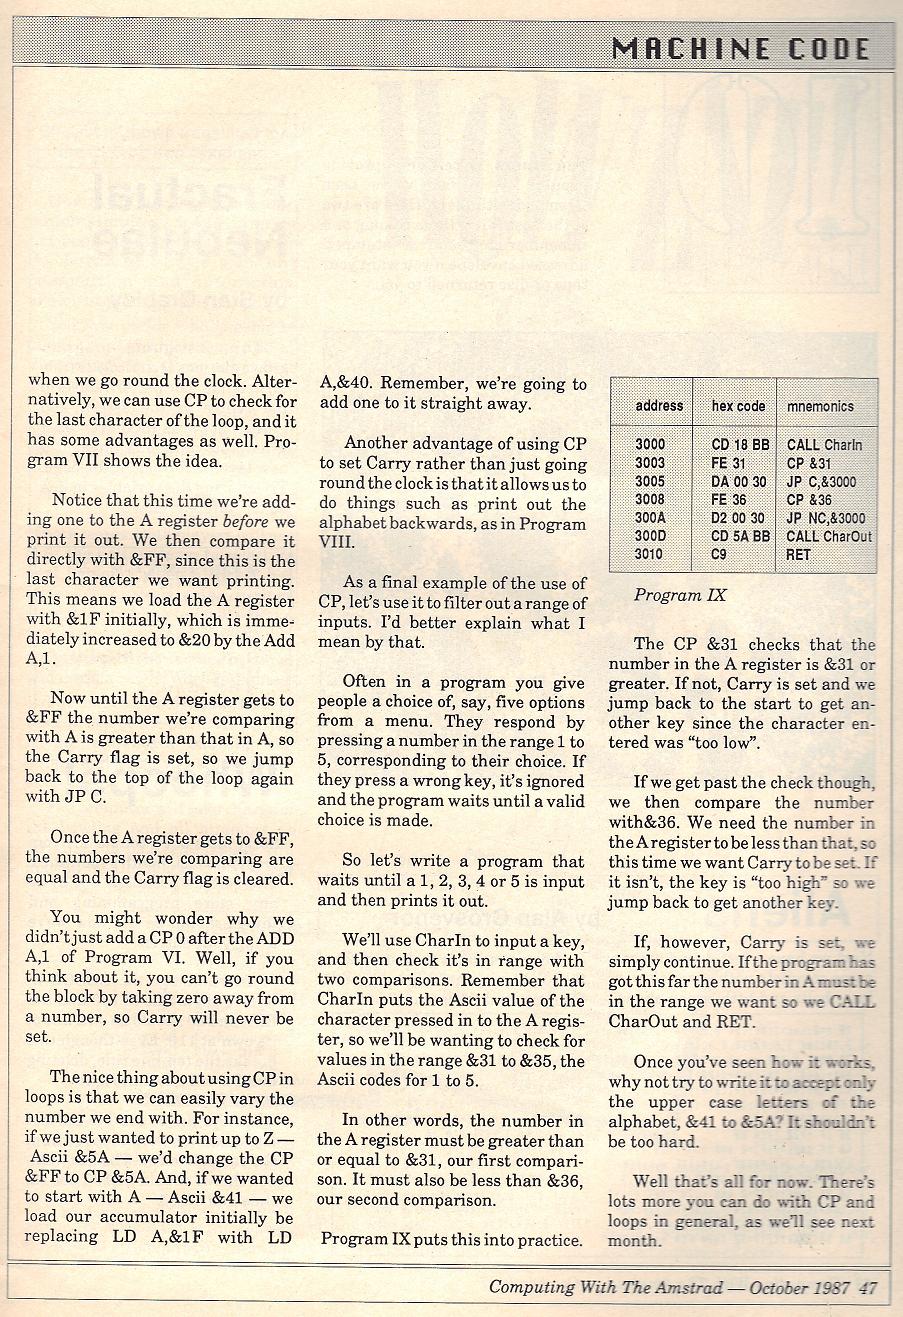 MACHINE CODE
when we go round the clock. Alter-
natively, we can use CP to check for
the last character of the loop, and it
has some advantages as well. Pro-
gram VII shows the idea.
Notice that this time we're add-
ing one to the A register before we
print it out. We then compare it
directly with &FF, since this is the
last character we want printing.
This means we load the A register
with &1F initially, which is imme-
diately increased to &20 by the Add
A,1.
Now until the A register gets to
&FF the number we're comparing
with A is greater than that in A, so
the Carry flag is set, so we jump
back to the top of the loop again
with JP C.
Once the A register gets to &FF,
the numbers we're comparing are
equal and the Carry flag is cleared.
You might wonder why we
didn't just add a CP 0 after the ADD
A,1 of Program VI. Well, if you
think about it, you can't go round
the block by taking zero away from
a number, so Carry will never be
set.
The nice thing about using CP in
loops is that we can easily vary the
number we end with. For instance,
if we just wanted to print up to Z —
Ascii &5A — we'd change the CP
&FF to CP &5A. And, if we wanted
to start with A — Ascii &41 — we
load our accumulator initially be
replacing LD A,&1F with LD
A,&40. Remember, we're going to
add one to it straight away.
Another advantage of using CP
to set Carry rather than just going
round the clock is that it allows us to
do things such as print out the
alphabet backwards, as in Program
VIII.
As a final example of the use of
CP, let's use it to filter out a range of
inputs. I'd better explain what I
mean by that.
Often in a program you give
people a choice of, say, five options
from a menu. They respond by
pressing a number in the range 1 to
5, corresponding to their choice. If
they press a wrong key, it's ignored
and the program waits until a valid
choice is made.
So let's write a program that
waits until a 1, 2, 3, 4 or 5 is input
and then prints it out.
We'll use CharIn to input a key,
and then check it's in range with
two comparisons. Remember that
CharIn puts the Ascii value of the
character pressed in to the A regis-
ter, so we'll be wanting to check for
values in the range &31 to &35, the
Ascii codes for 1 to 5.
In other words, the number in
the A register must be greater than
or equal to &31, our first compari-
son. It must also be less than &36,
our second comparison.
Program IX puts this into practice.
address hex code mnemonics
3000 CD 18 BB CALL CharIn
3003 FE 31 CP &31
3005 DA 00 30 JP C,&3000
3008 FE 36 CP &36
300A D2 00 30 JP NC,&3000
300D CD 5A BB CALL CharOut
3010 C9 RET
Program IX
The CP &31 checks that the
number in the A register is &31 or
greater. If not, Carry is set and we
jump back to the start to get an-
other key since the character en-
tered was "too low".
If we get past the check though,
we then compare the number
with&36. We need the number in
the A register to be less than that, so
this time we want Carry to be set. If
it isn't, the key is "too high" so we
jump back to get another key.
If, however, Carry is set, we
simply continue. If the program has
got this far the number in A must be
in the range we want so we CALL
CharOut and RET.
Once you've seen how it works,
why not try to write it to accept only
the upper case letters of the
alphabet, &41 to &5A? It shouldn't
be too hard.
Well that's all for now. There's
lots more you can do with CP and
loops in general, as we'll see next
month.
Computing With The Amstrad — October 1987 47